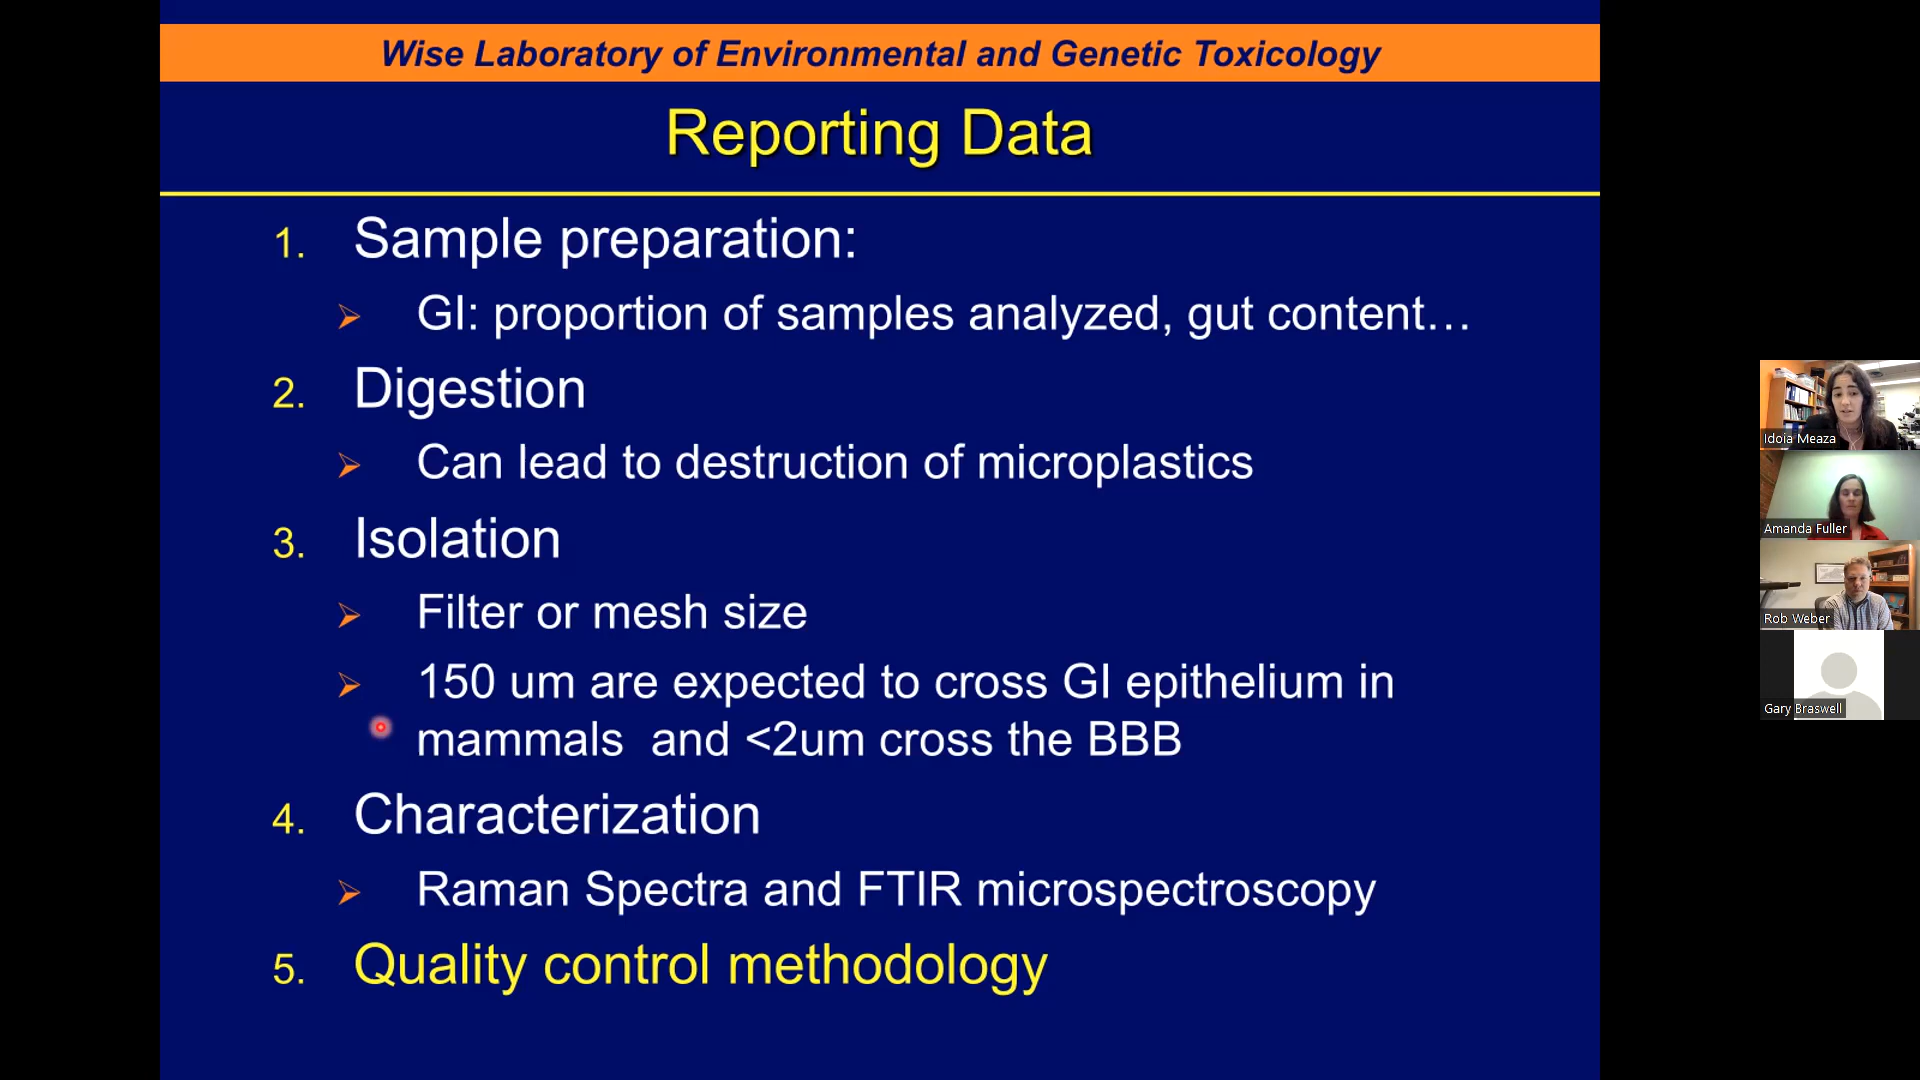 Wise Laboratory of Environmental and Genetic Toxicology
Reporting Data
1. Sample preparation:
➢ GI: proportion of samples analyzed, gut content…
2. Digestion
➢ Can lead to destruction of microplastics
3. Isolation
➢ Filter or mesh size
➢ 150 um are expected to cross GI epithelium in
mammals and <2um cross the BBB
4. Characterization
➢ Raman Spectra and FTIR microspectroscopy
5. Quality control methodology
Idoia Meaza
Amanda Fuller
Rob Weber
Gary Braswell